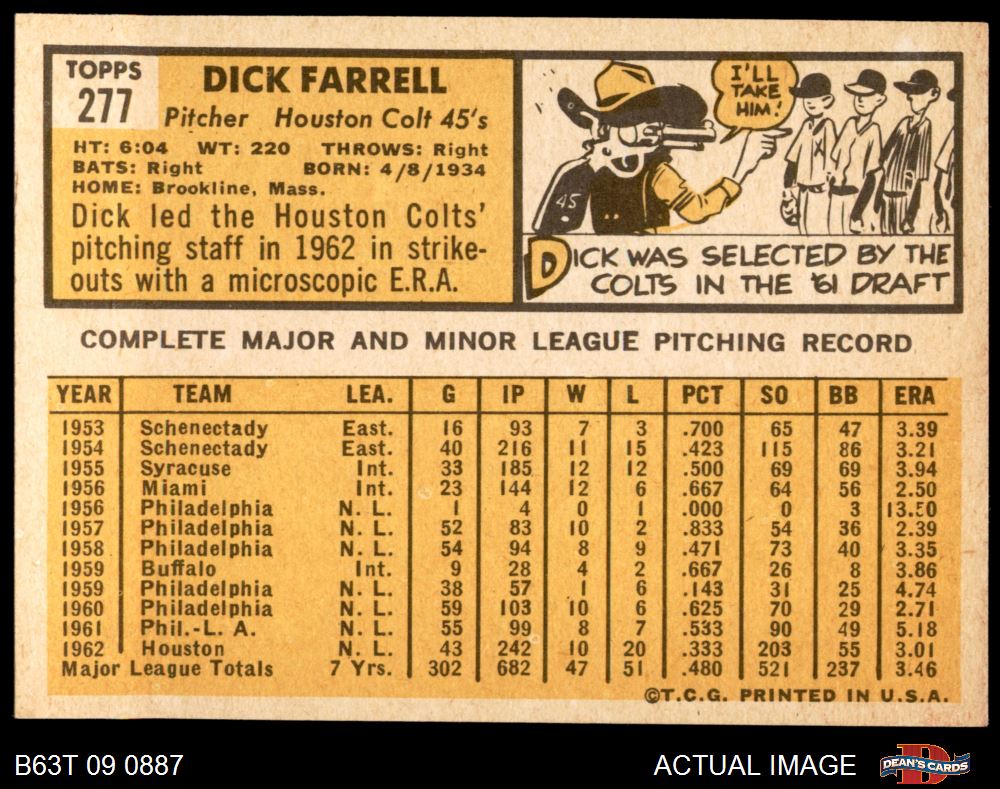 TOPPS
277
DICK FARRELL
Pitcher Houston Colt 45's
HT: 6:04 WT: 220 THROWS: Right
BATS: Right BORN: 4/8/1934
HOME: Brookline, Mass.
Dick led the Houston Colts'
pitching staff in 1962 in strike-
outs with a microscopic E.R.A.
I'LL
TAKE
HIM!
45
DICK WAS SELECTED BY THE
COLTS IN THE '61 DRAFT
COMPLETE MAJOR AND MINOR LEAGUE PITCHING RECORD
YEAR TEAM LEA. G IP W L PCT SO BB ERA
1953 Schenectady East. 16 93 7 3 .700 65 47 3.39
1954 Schenectady East. 40 216 11 15 .423 115 86 3.21
1955 Syracuse Int. 33 185 12 12 .500 69 69 3.94
1956 Miami Int. 23 144 12 6 .667 64 56 2.50
1956 Philadelphia N. L. 1 4 0 1 .000 0 3 13.50
1957 Philadelphia N. L. 52 83 10 2 .833 54 36 2.39
1958 Philadelphia N. L. 54 94 8 9 .471 73 40 3.35
1959 Buffalo Int. 9 28 4 2 .667 26 8 3.86
1959 Philadelphia N. L. 38 57 1 6 .143 31 25 4.74
1960 Philadelphia N. L. 59 103 10 6 .625 70 29 2.71
1961 Phil.-L. A. N. L. 55 99 8 7 .533 90 49 5.18
1962 Houston N. L. 43 242 10 20 .333 203 55 3.01
Major League Totals 7 Yrs. 302 682 47 51 .480 521 237 3.46
©T.C.G. PRINTED IN U.S.A.
B63T 09 0887
ACTUAL IMAGE
D
DEAN'S CARDS